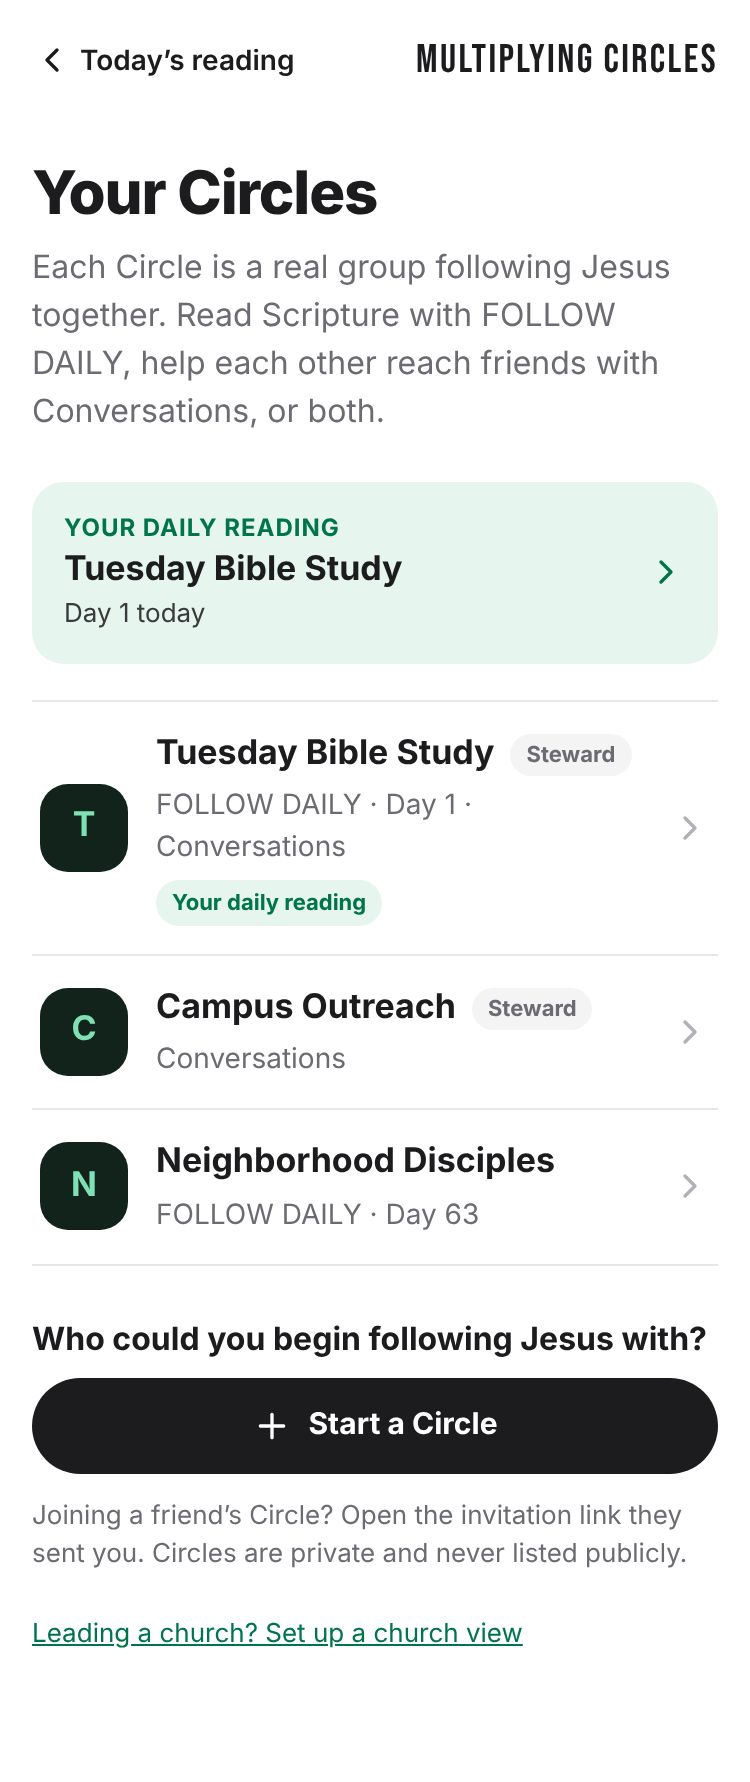 Today’s reading
MULTIPLYING CIRCLES
Your Circles
Each Circle is a real group following Jesus
together. Read Scripture with FOLLOW
DAILY, help each other reach friends with
Conversations, or both.
YOUR DAILY READING
Tuesday Bible Study
Day 1 today
T
Tuesday Bible Study
Steward
FOLLOW DAILY · Day 1 ·
Conversations
Your daily reading
C
Campus Outreach
Steward
Conversations
N
Neighborhood Disciples
FOLLOW DAILY · Day 63
Who could you begin following Jesus with?
Start a Circle
Joining a friend’s Circle? Open the invitation link they
sent you. Circles are private and never listed publicly.
Leading a church? Set up a church view